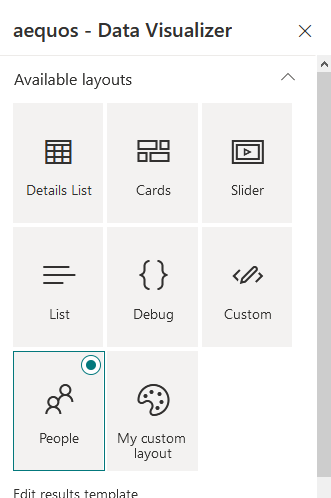 aequos - Data Visualizer
Available layouts
Details List
Cards
Slider
List
Debug
Custom
People
My custom
layout
Edit results template